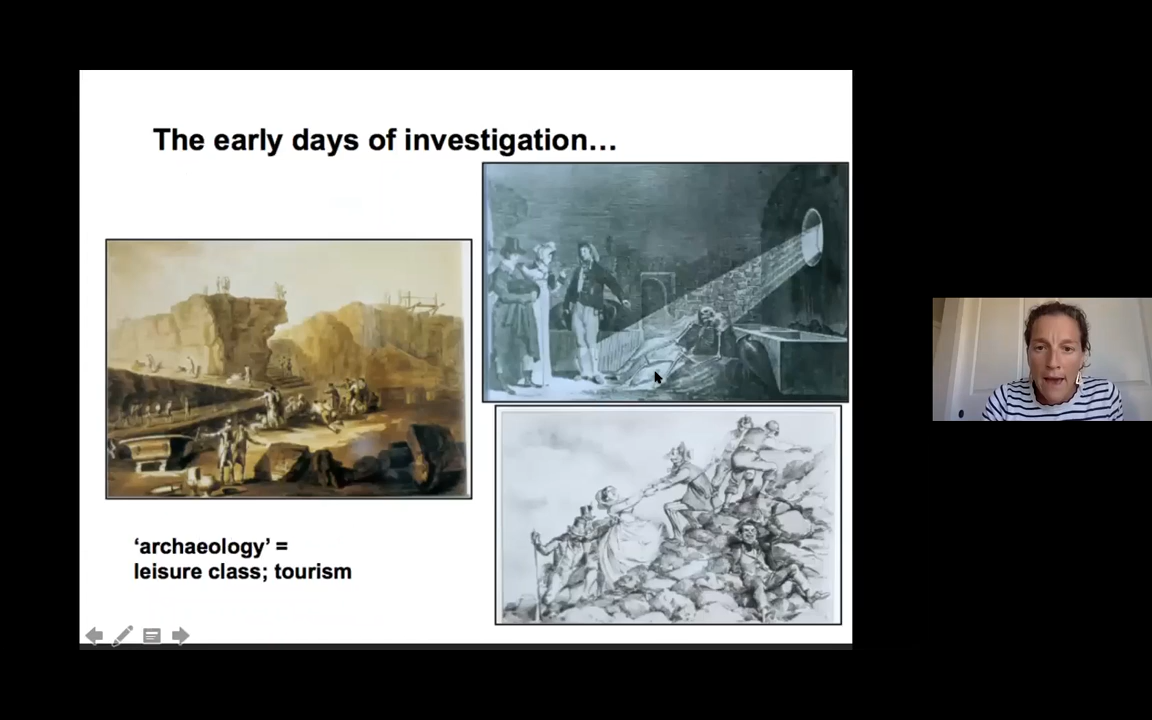 The early days of investigation…
‘archaeology’ =
leisure class; tourism